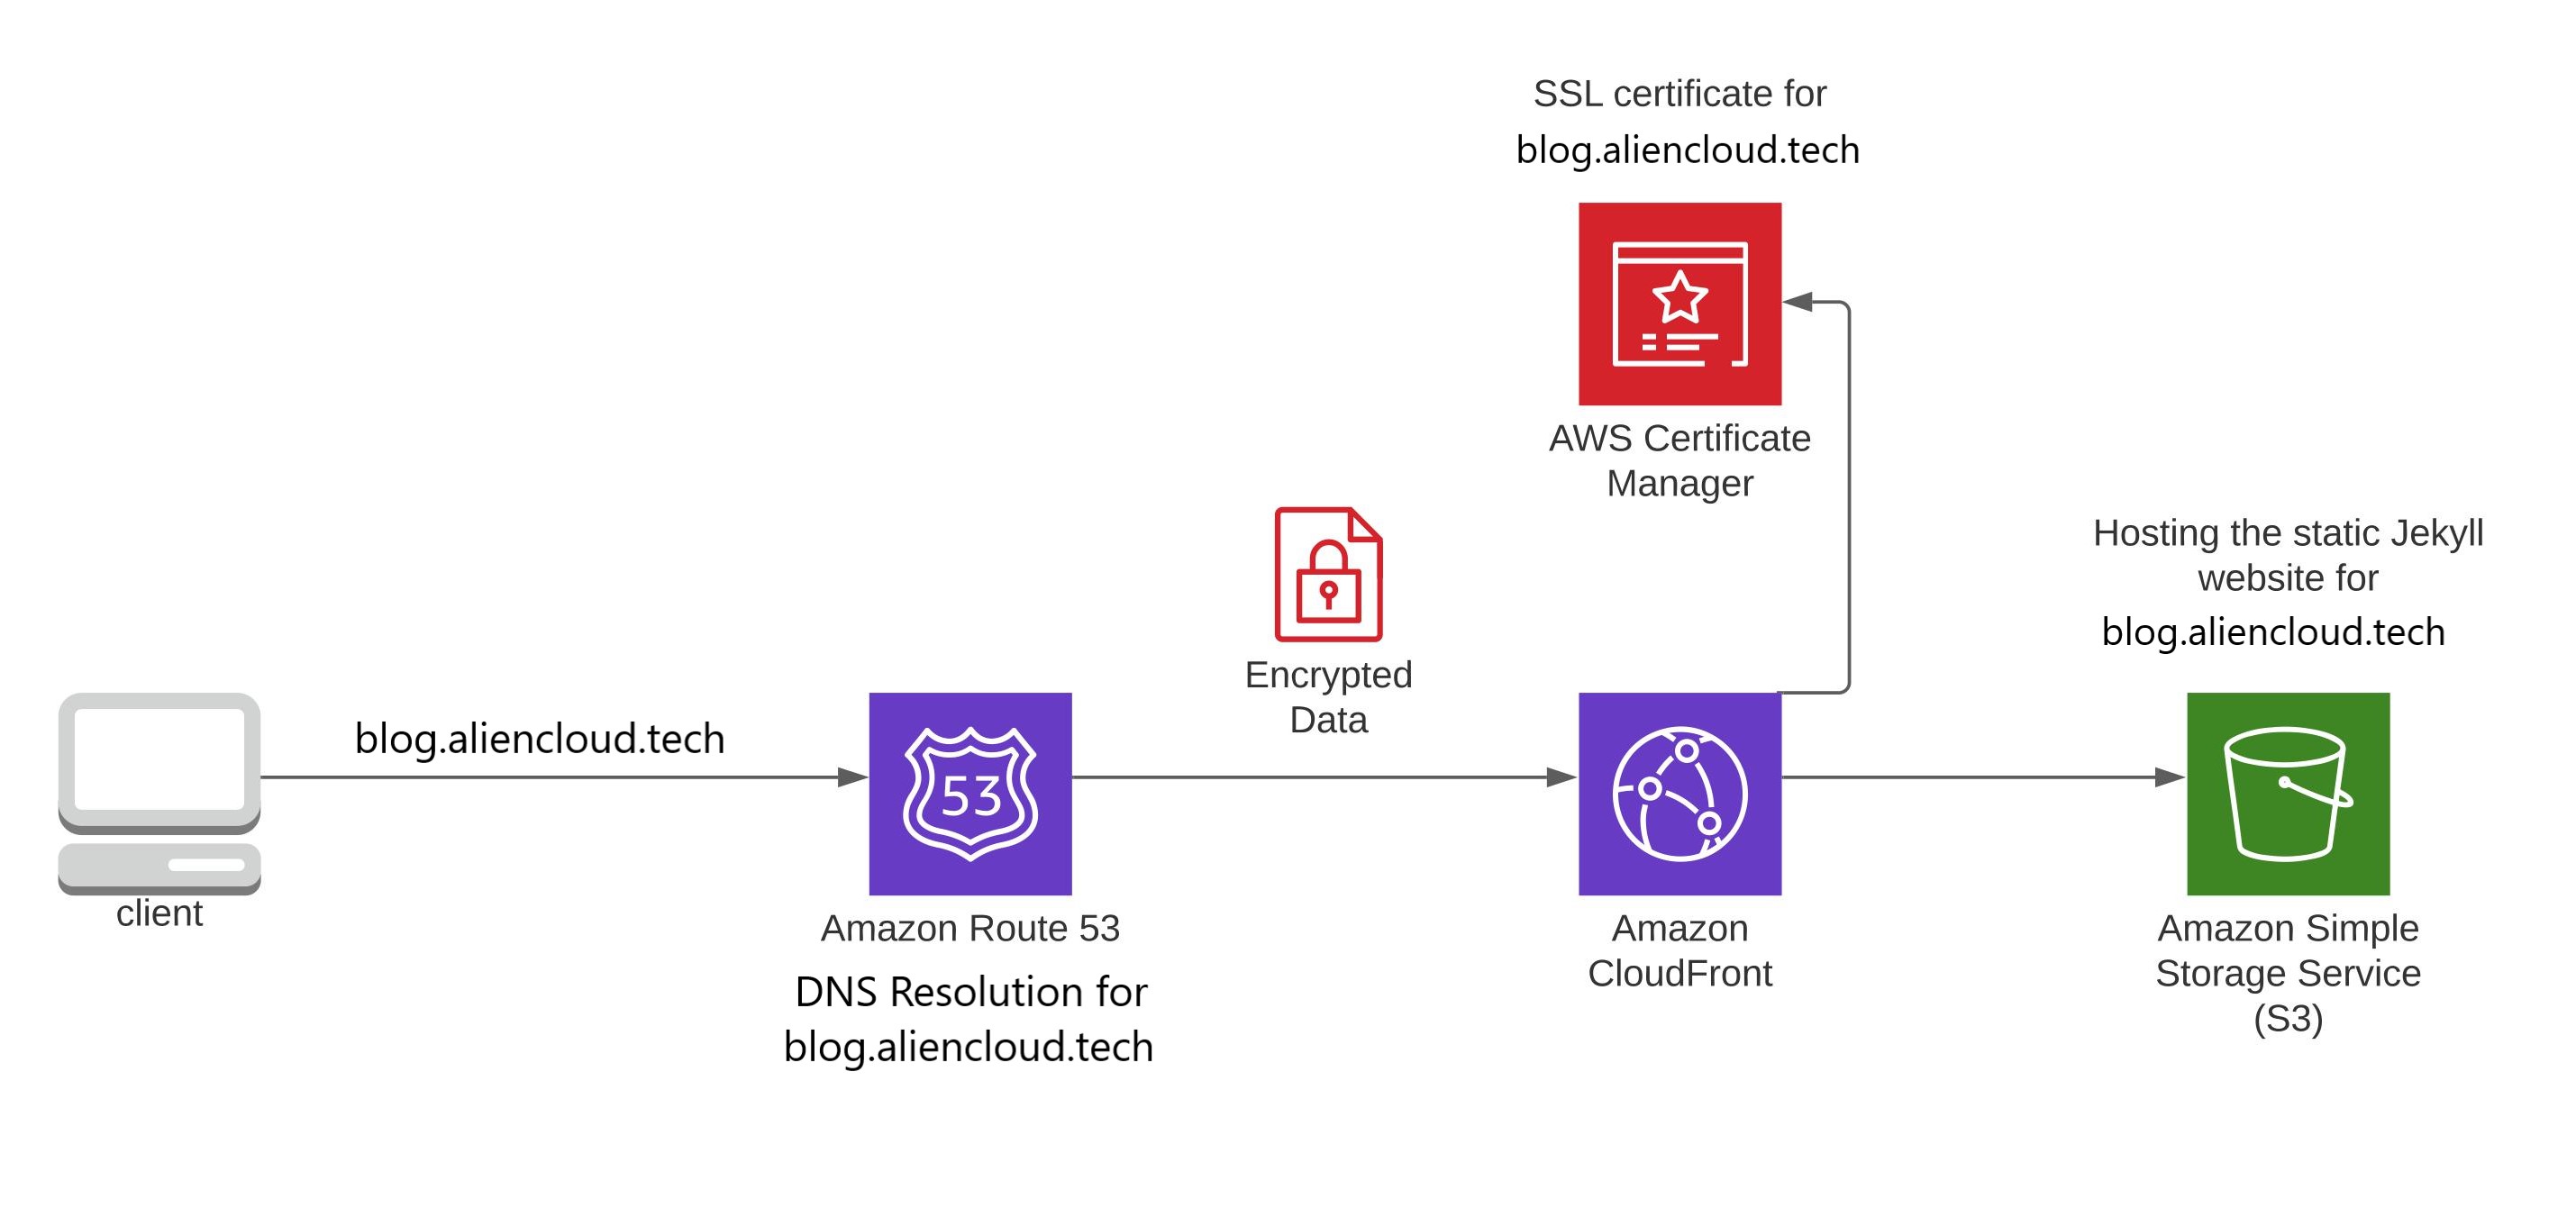 SSL certificate for
blog.aliencloud.tech
AWS Certificate
Manager
Encrypted
Data
Hosting the static Jekyll
website for
blog.aliencloud.tech
blog.aliencloud.tech
client
53
Amazon Route 53
DNS Resolution for
blog.aliencloud.tech
Amazon
CloudFront
Amazon Simple
Storage Service
(S3)